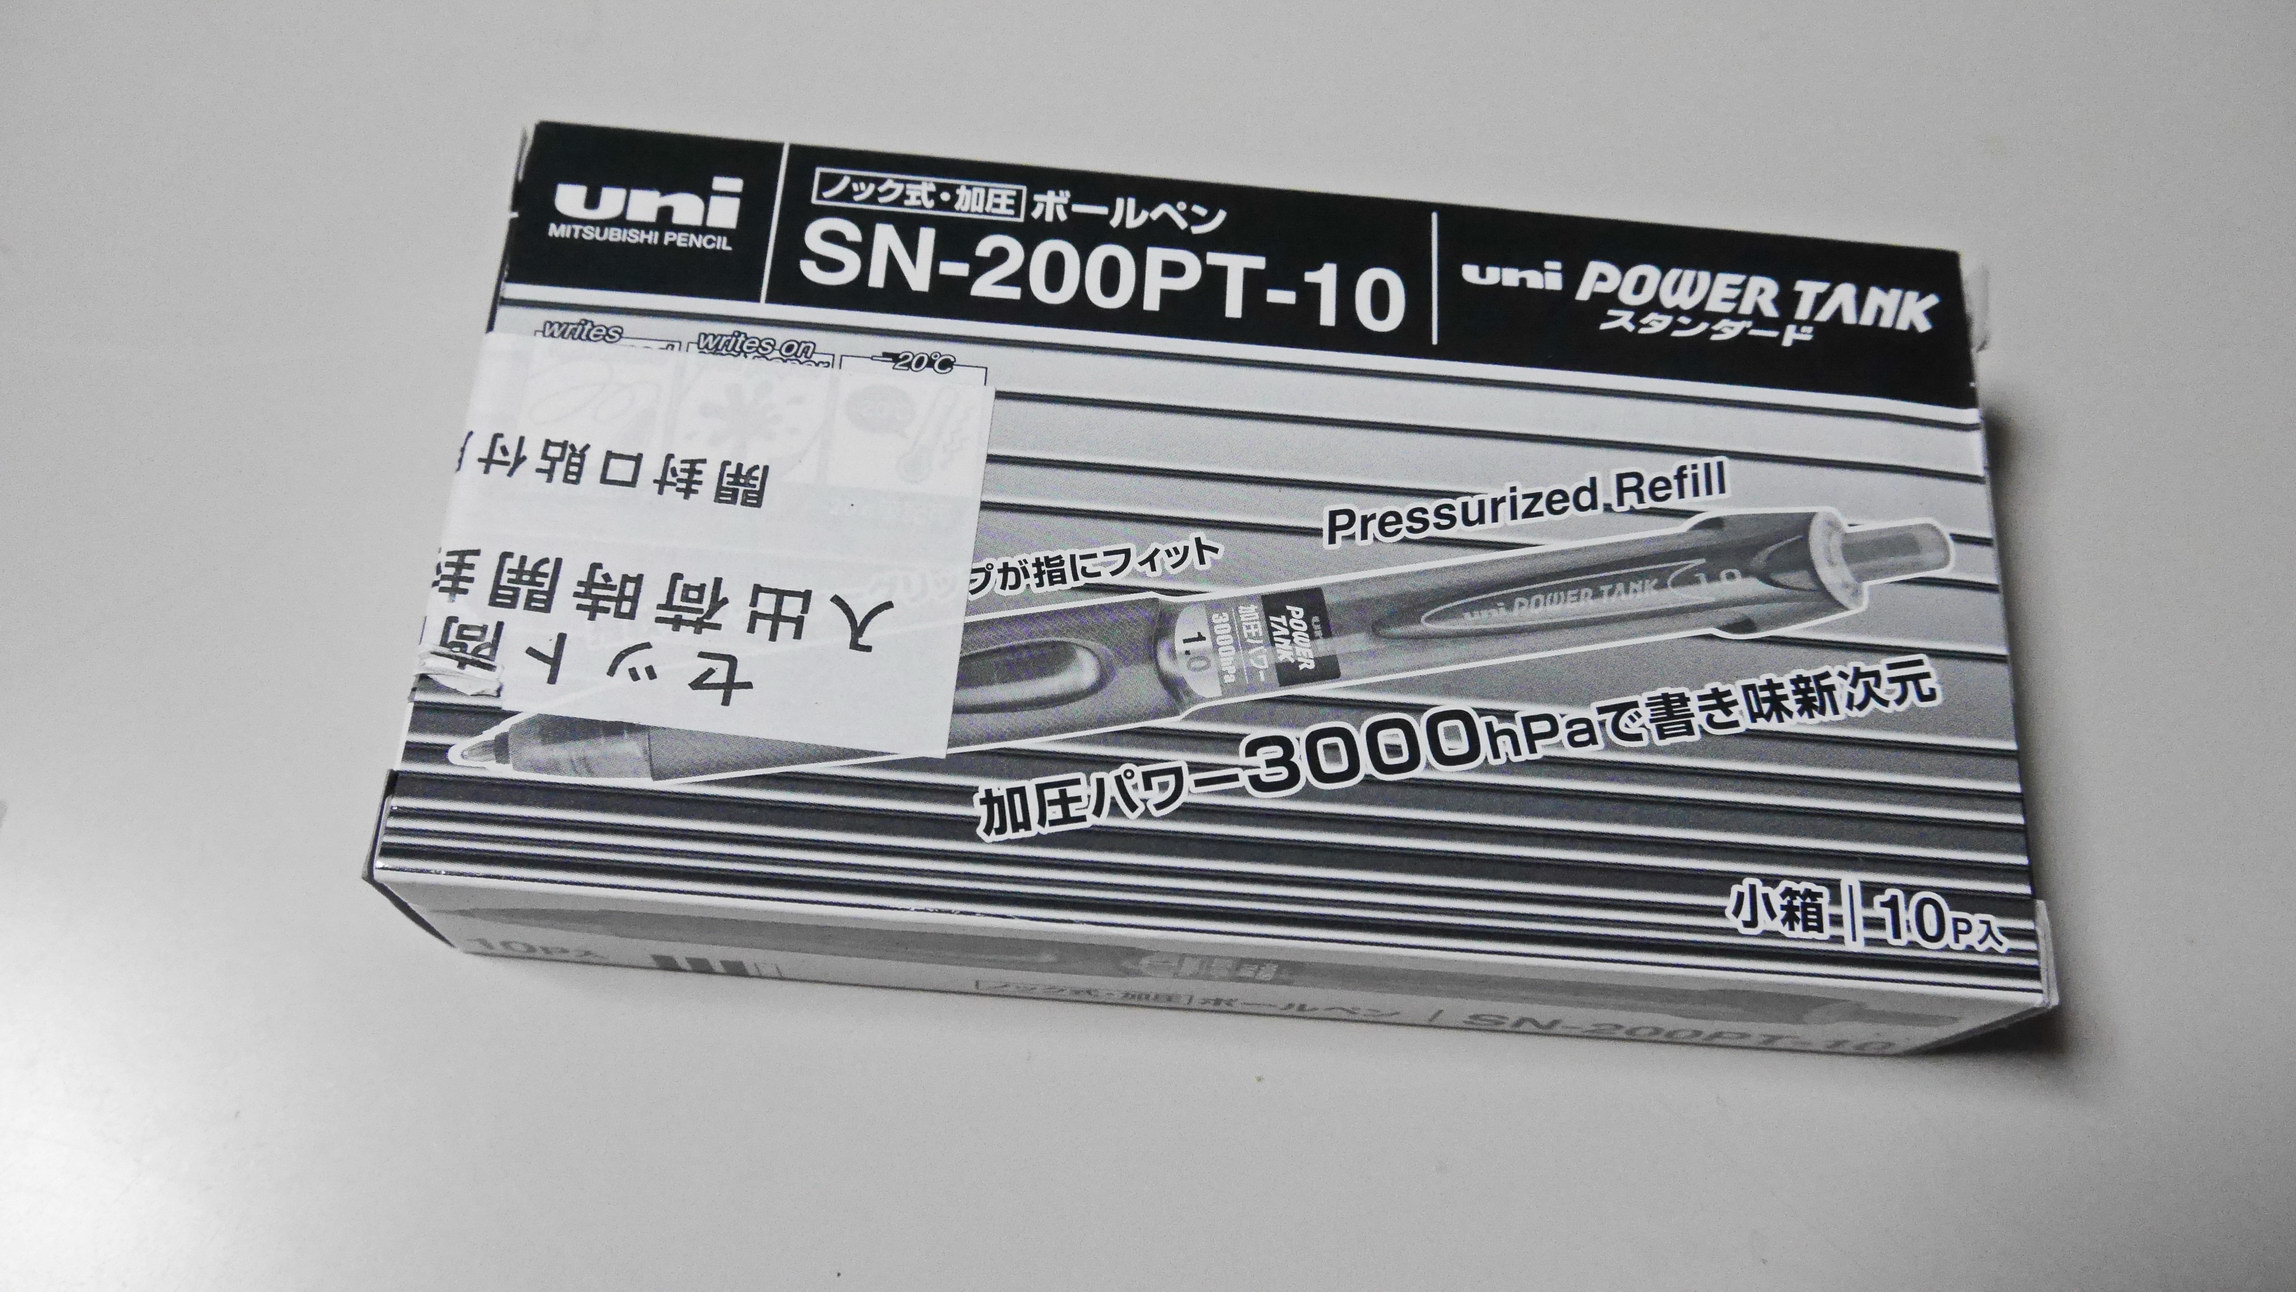 uni
MITSUBISHI PENCIL
ノック式・加圧 ボールペン
SN-200PT-10
uni POWER TANK
スタンダード
writes
writes on
-20℃
開封口貼付
入出荷時開封
セット商
プが指にフィット
Pressurized Refill
uni POWER TANK 1.0
POWER TANK
加圧パワー
3000hPa
1.0
加圧パワー3000hPaで書き味新次元
小箱 | 10P入
10P入
[ノック式・加圧] ボールペン | SN-200PT-10